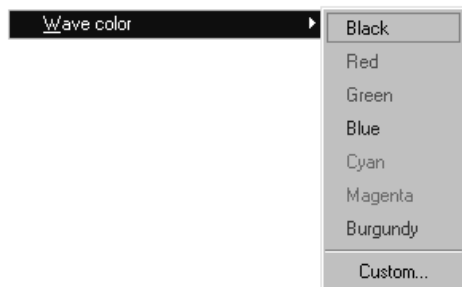 Wave color
Black
Red
Green
Blue
Cyan
Magenta
Burgundy
Custom...